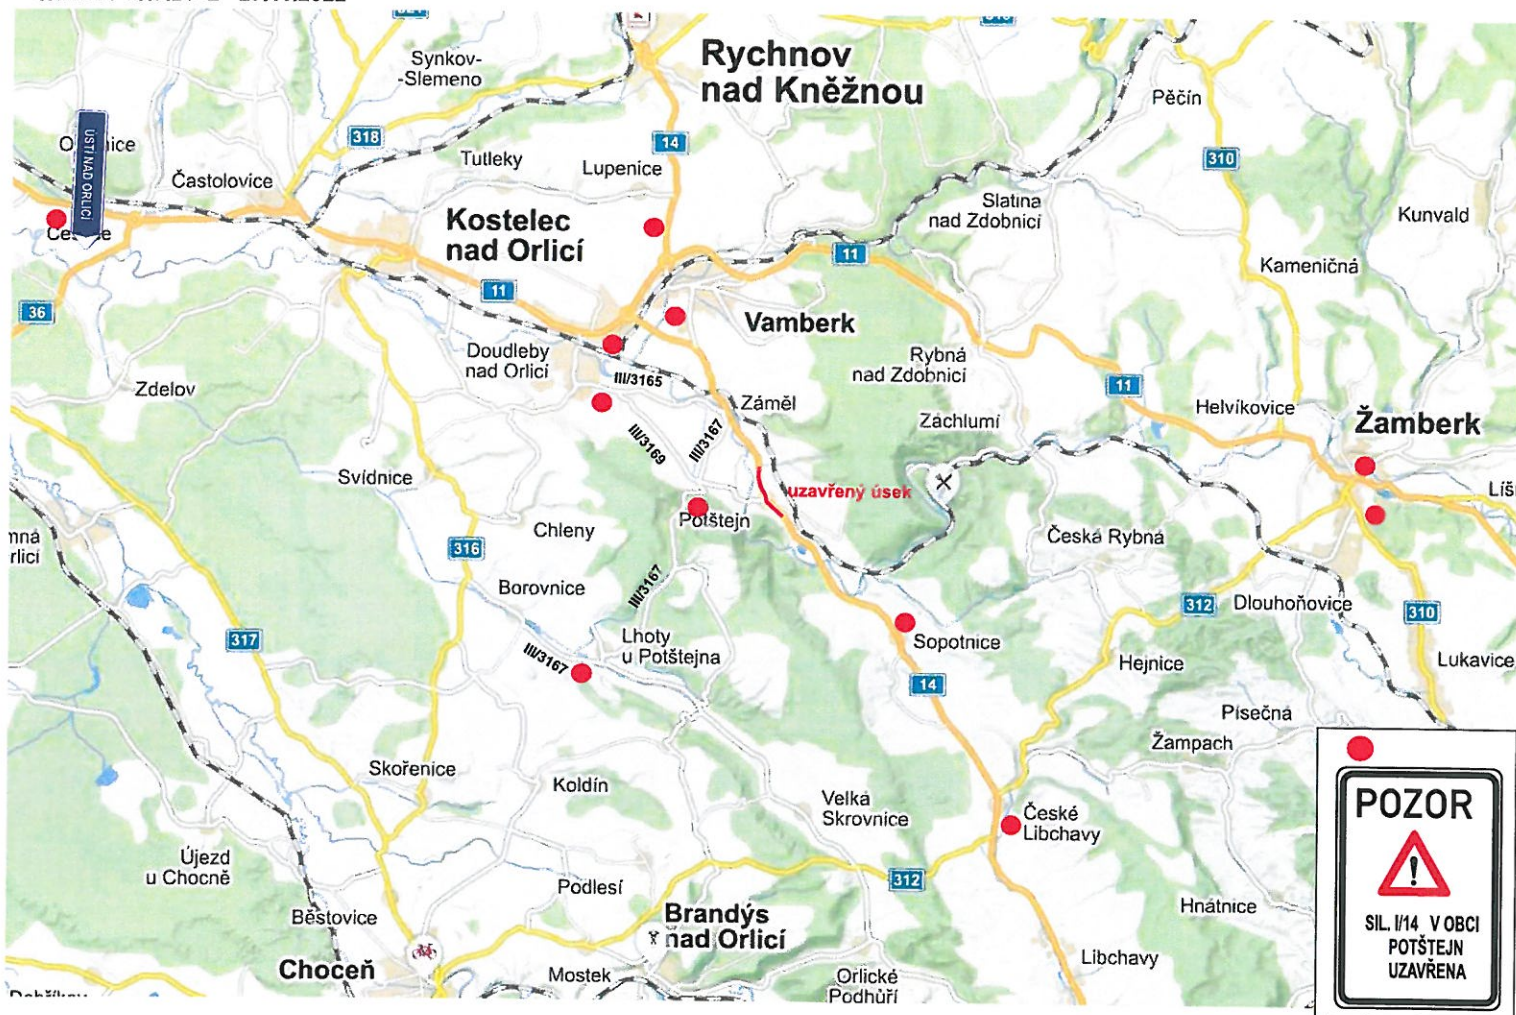 321
310
Synkov-
-Slemeno
Rychnov
nad Kněžnou
Pěčín
318
14
310
ÚSTÍ NAD ORLICÍ
Častolovice
Tutleky
Lupenice
Slatina
nad Zdobnicí
Kunvald
Kostelec
nad Orlicí
11
Kameničná
36
11
Vamberk
Doudleby
nad Orlicí
Rybná
nad Zdobnicí
Zdelov
III/3165
Záměl
11
Helvíkovice
Žamberk
Záchlumí
III/3169
III/3167
Svídnice
uzavřený úsek
Potštejn
Líš
Chleny
mná
rlicí
316
Česká Rybná
Borovnice
III/3167
312
Dlouhoňovice
310
317
Lhoty
u Potštejna
Sopotnice
III/3167
Hejnice
Lukavice
14
Písečná
Žampach
Skořenice
Koldín
Velká
Skrovnice
České
Libchavy
POZOR
!
SIL. I/14 V OBCI
POTŠTEJN
UZAVŘENA
Újezd
u Chocně
Podlesí
312
Hnátnice
Běstovice
Brandýs
nad Orlicí
Choceň
Mostek
Orlické
Podhůří
Libchavy